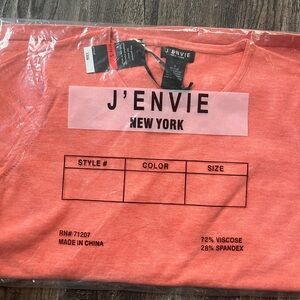 J'ENVIE
J'ENVIE
NEW YORK
STYLE # COLOR SIZE
RN# 71207
MADE IN CHINA
72% VISCOSE
28% SPANDEX